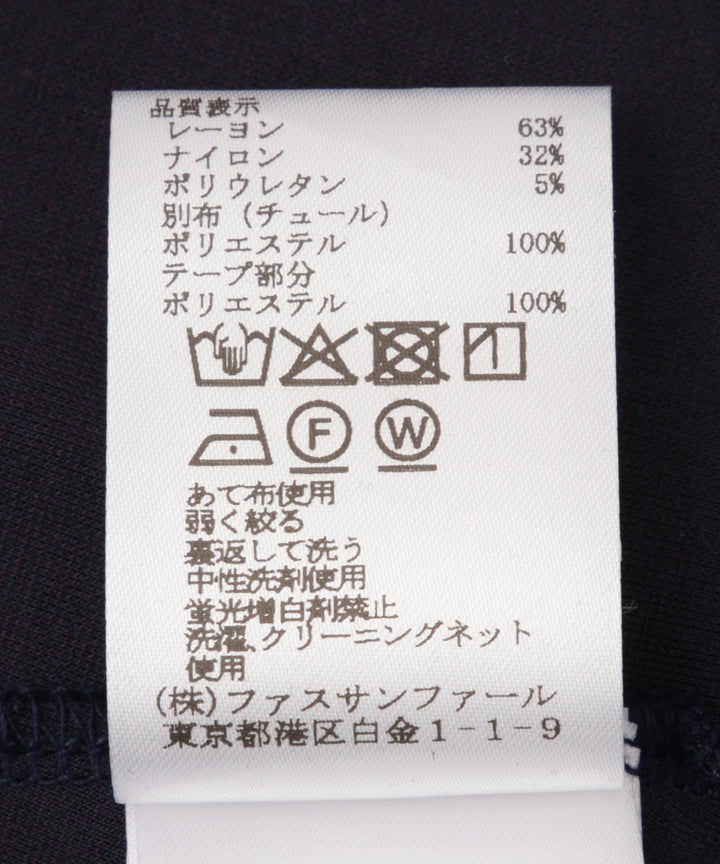 品質表示
レーヨン 63%
ナイロン 32%
ポリウレタン 5%
別布(チュール)
ポリエステル 100%
テープ部分
ポリエステル 100%
F W
あて布使用
弱く絞る
裏返して洗う
中性洗剤使用
蛍光増白剤禁止
洗濯、クリーニングネット
使用
(株)ファスサンファール
東京都港区白金1-1-9